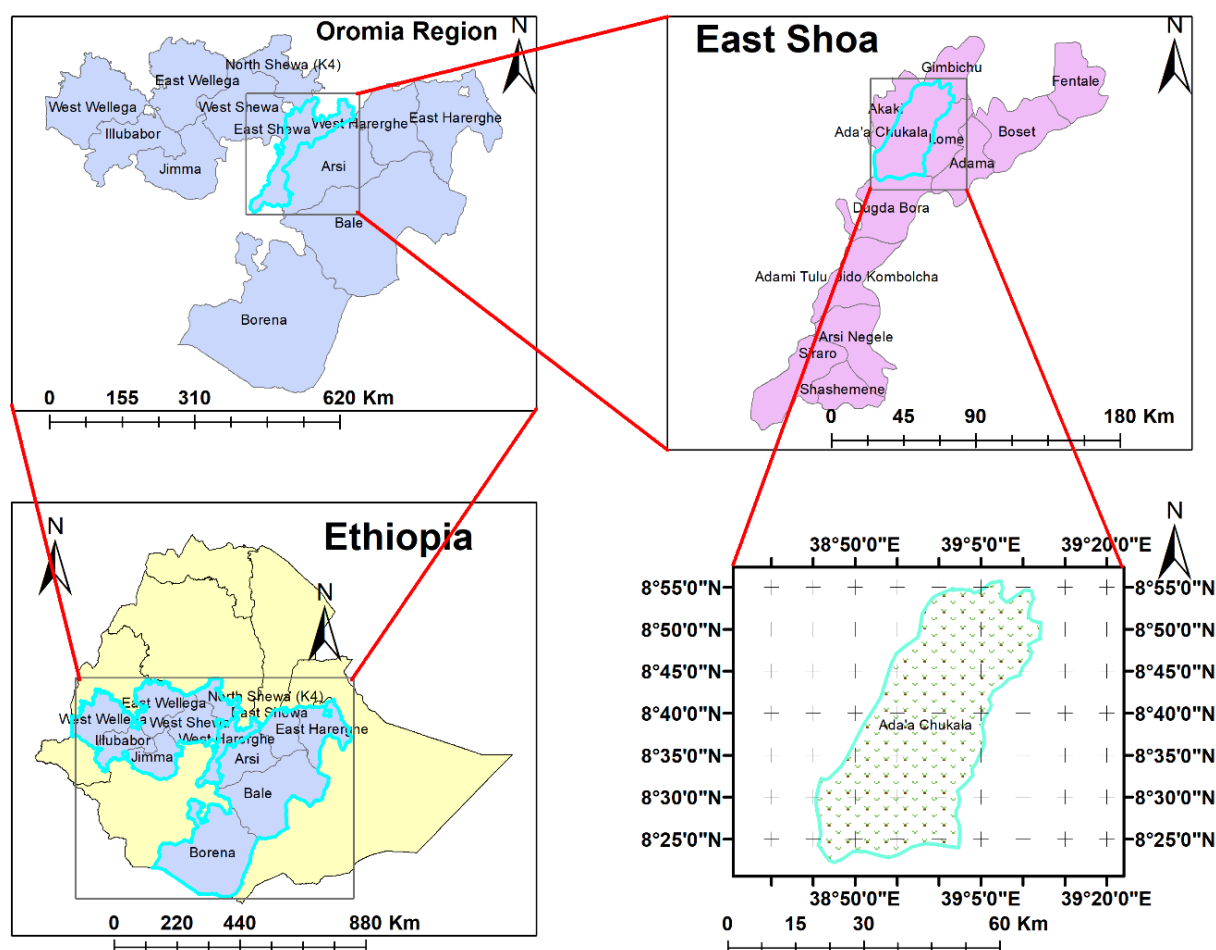 Oromia Region
N
North Shewa (K4)
East Wellega
West Wellega
West Shewa
Illubabor
East Shewa
West Harerghe
East Harerghe
Jimma
Arsi
Bale
Borena
0 155 310 620 Km
East Shoa
N
Gimbichu
Fentale
Akaki
Ada'a Chukala
Lome
Boset
Adama
Dugda Bora
Adami Tulu Jido Kombolcha
Arsi Negele
Siraro
Shashemene
0 45 90 180 Km
Ethiopia
N
N
North Shewa (K4)
East Wellega
East Shewa
West Wellega
West Shewa
East Harerghe
Illubabor
West Harerghe
Jimma
Arsi
Bale
Borena
0 220 440 880 Km
N
38°50'0"E 39°5'0"E 39°20'0"E
8°55'0"N 8°55'0"N
8°50'0"N 8°50'0"N
8°45'0"N 8°45'0"N
8°40'0"N 8°40'0"N
Ada'a Chukala
8°35'0"N 8°35'0"N
8°30'0"N 8°30'0"N
8°25'0"N 8°25'0"N
38°50'0"E 39°5'0"E 39°20'0"E
0 15 30 60 Km